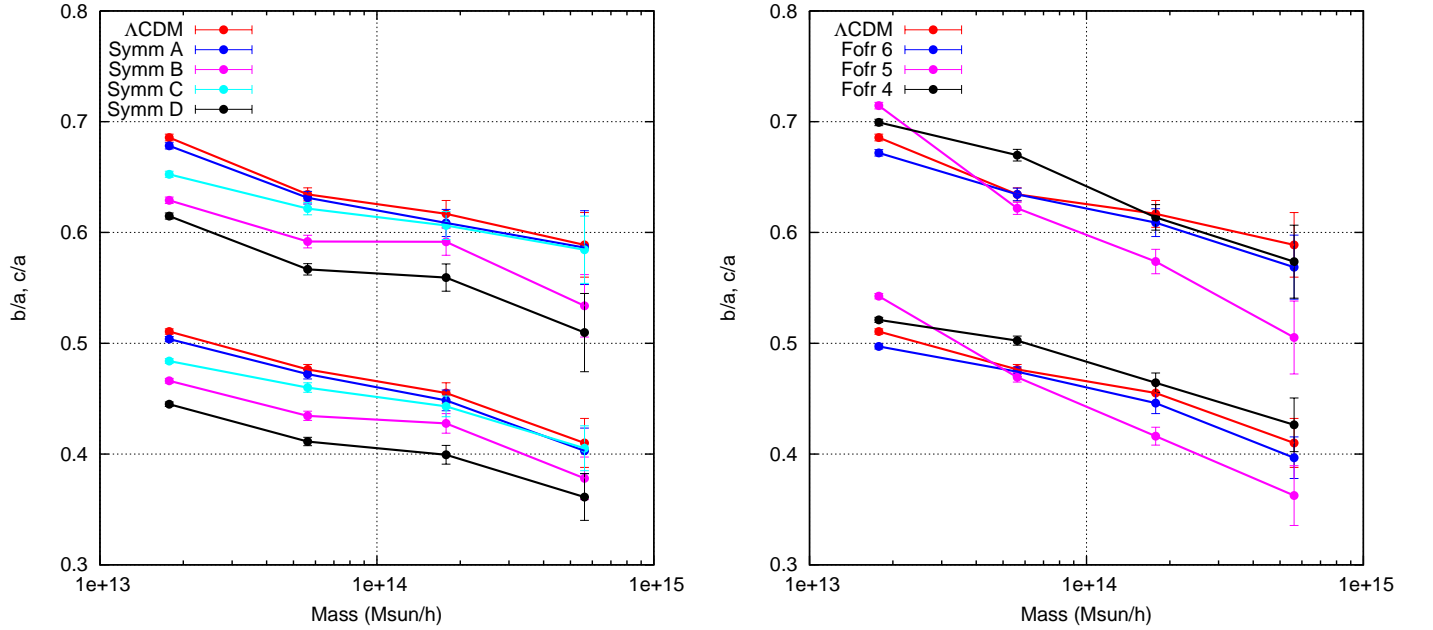 0.8
0.7
0.6
0.5
0.4
0.3
b/a, c/a
ΛCDM
Symm A
Symm B
Symm C
Symm D
1e+13
1e+14
1e+15
Mass (Msun/h)
0.8
0.7
0.6
0.5
0.4
0.3
b/a, c/a
ΛCDM
Fofr 6
Fofr 5
Fofr 4
1e+13
1e+14
1e+15
Mass (Msun/h)